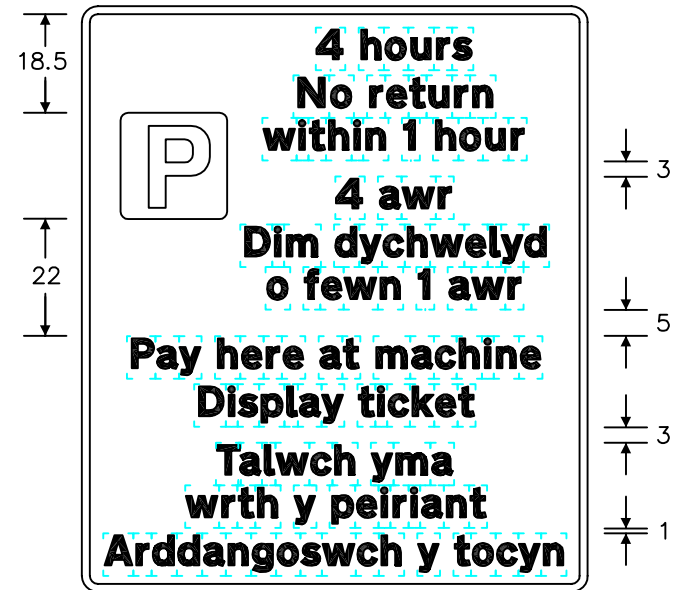 18.5
4 hours
No return
P
within 1 hour
3
4 awr
Dim dychwelyd
22
o fewn 1 awr
5
Pay here at machine
Display ticket
3
Talwch yma
wrth y peiriant
1
Arddangoswch y tocyn